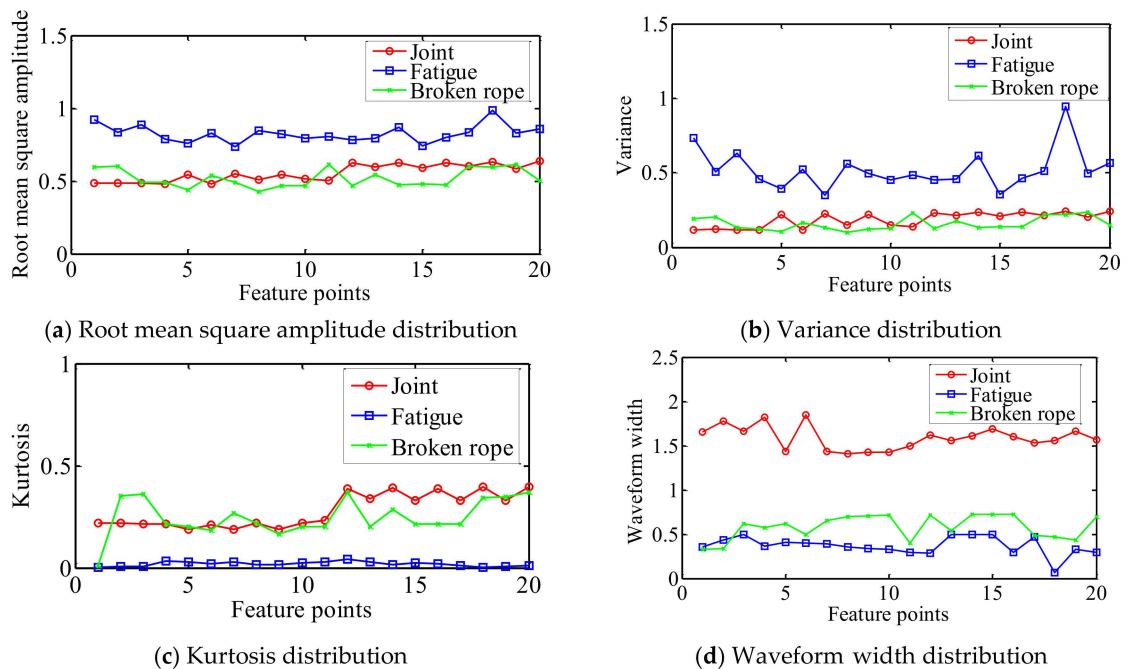 Root mean square amplitude
1.5
1
0.5
0
0
5
10
15
20
Joint
Fatigue
Broken rope
Feature points
(a) Root mean square amplitude distribution
Variance
1.5
1
0.5
0
0
5
10
15
20
Joint
Fatigue
Broken rope
Feature points
(b) Variance distribution
Kurtosis
1
0.5
0
0
5
10
15
20
Joint
Fatigue
Broken rope
Feature points
(c) Kurtosis distribution
Waveform width
2.5
2
1.5
1
0.5
0
0
5
10
15
20
Joint
Fatigue
Broken rope
Feature points
(d) Waveform width distribution